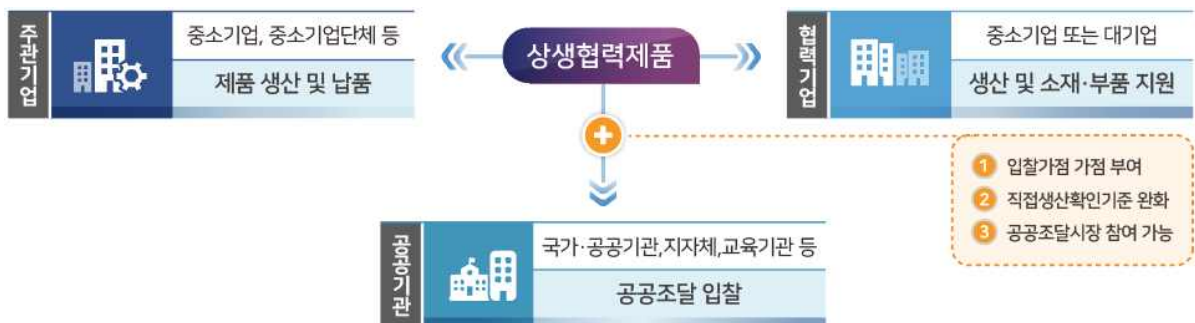 주관기업
중소기업, 중소기업단체 등
제품 생산 및 납품
상생협력제품
협력기업
중소기업 또는 대기업
생산 및 소재·부품 지원
1 입찰가점 가점 부여
2 직접생산확인기준 완화
3 공공조달시장 참여 가능
공공기관
국가·공공기관,지자체,교육기관 등
공공조달 입찰